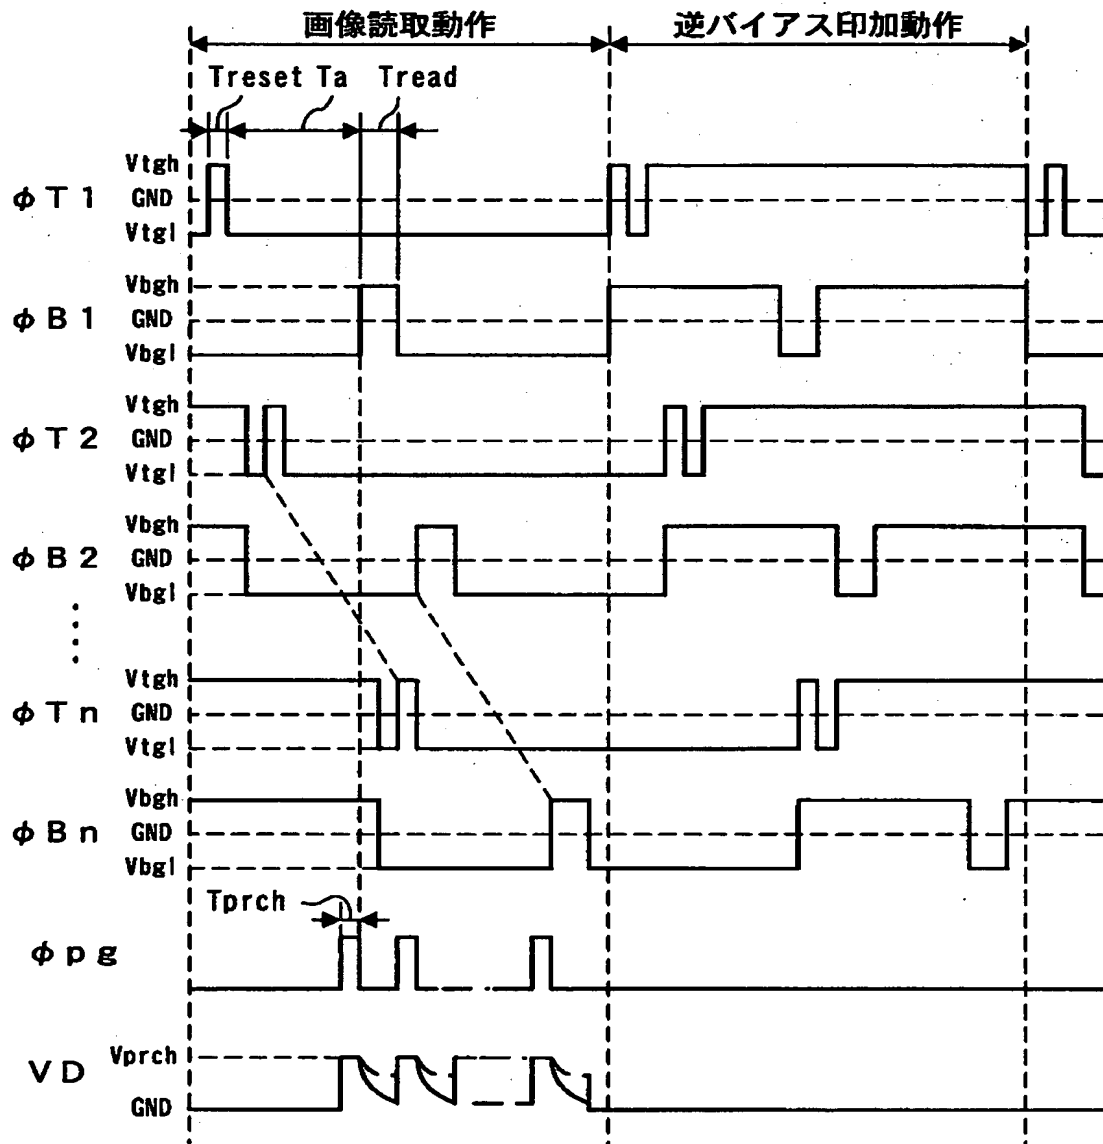 画像読取動作 逆バイアス印加動作
Treset Ta Tread
φT1 Vtgh
GND
Vtgl
φB1 Vbgh
GND
Vbgl
φT2 Vtgh
GND
Vtgl
φB2 Vbgh
GND
Vbgl
φTn Vtgh
GND
Vtgl
φBn Vbgh
GND
Vbgl
Tprch
φpg
VD Vprch
GND